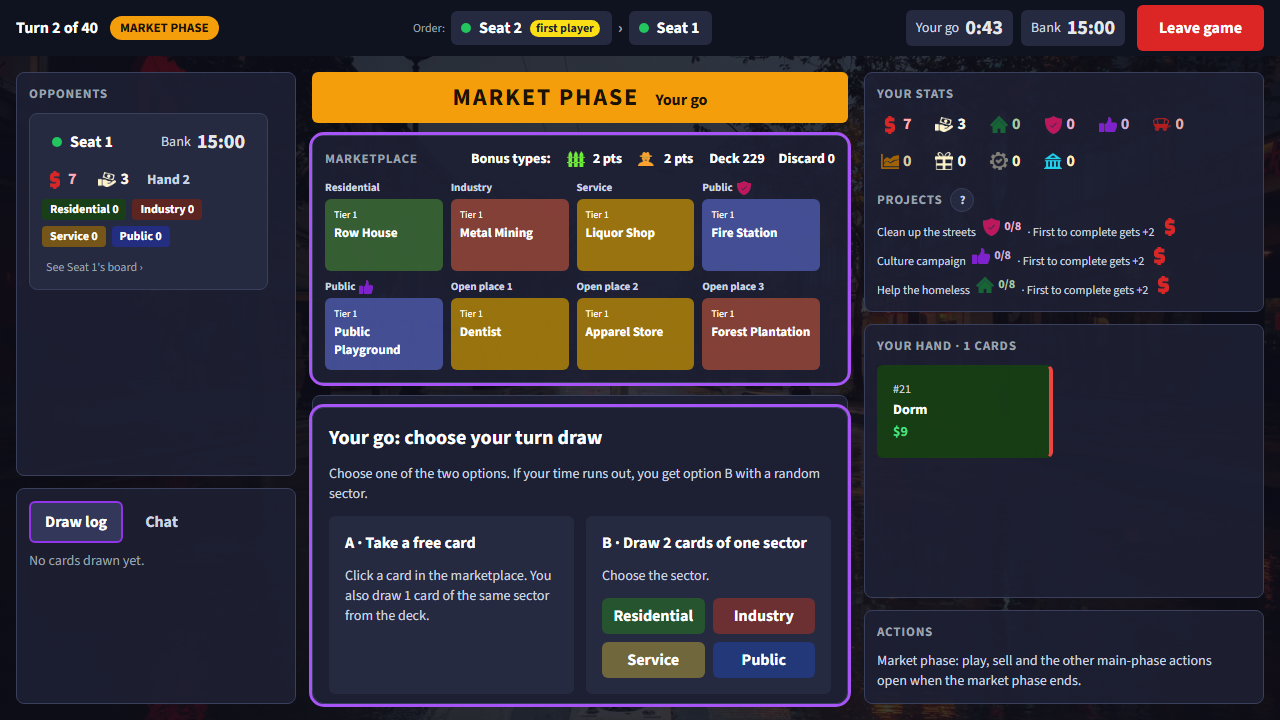 Turn 2 of 40
MARKET PHASE
Order:
Seat 2
first player
›
Seat 1
Your go 0:43
Bank 15:00
Leave game
OPPONENTS
Seat 1
Bank 15:00
7
3
Hand 2
Residential 0
Industry 0
Service 0
Public 0
See Seat 1's board ›
Draw log
Chat
No cards drawn yet.
MARKET PHASE Your go
MARKETPLACE
Bonus types:
2 pts
2 pts
Deck 229
Discard 0
Residential
Industry
Service
Public
Tier 1
Row House
Tier 1
Metal Mining
Tier 1
Liquor Shop
Tier 1
Fire Station
Public
Open place 1
Open place 2
Open place 3
Tier 1
Public
Playground
Tier 1
Dentist
Tier 1
Apparel Store
Tier 1
Forest Plantation
Your go: choose your turn draw
Choose one of the two options. If your time runs out, you get option B with a random
sector.
A · Take a free card
Click a card in the marketplace. You
also draw 1 card of the same sector
from the deck.
B · Draw 2 cards of one sector
Choose the sector.
Residential
Industry
Service
Public
YOUR STATS
7
3
0
0
0
0
0
0
0
0
PROJECTS
?
Clean up the streets 0/8 · First to complete gets +2
Culture campaign 0/8 · First to complete gets +2
Help the homeless 0/8 · First to complete gets +2
YOUR HAND · 1 CARDS
#21
Dorm
$9
ACTIONS
Market phase: play, sell and the other main-phase actions
open when the market phase ends.